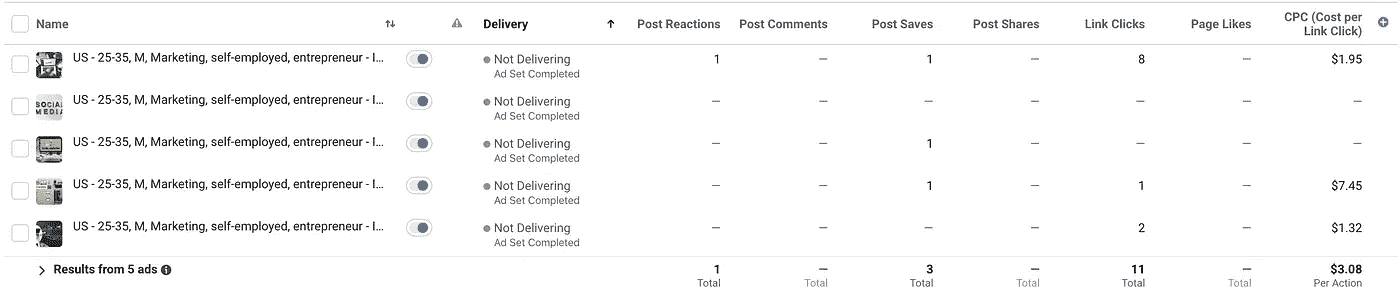 Name Delivery Post Reactions Post Comments Post Saves Post Shares Link Clicks Page Likes CPC (Cost per Link Click)
US - 25-35, M, Marketing, self-employed, entrepreneur - I... Not Delivering 1 — 1 — 8 — $1.95
Ad Set Completed
SOCIAL MEDIA US - 25-35, M, Marketing, self-employed, entrepreneur - I... Not Delivering — — — — — — —
Ad Set Completed
US - 25-35, M, Marketing, self-employed, entrepreneur - I... Not Delivering — — 1 — — — —
Ad Set Completed
US - 25-35, M, Marketing, self-employed, entrepreneur - I... Not Delivering — — 1 — 1 — $7.45
Ad Set Completed
US - 25-35, M, Marketing, self-employed, entrepreneur - I... Not Delivering — — — — 2 — $1.32
Ad Set Completed
Results from 5 ads 1 — 3 — 11 — $3.08
Total Total Total Total Total Total Per Action